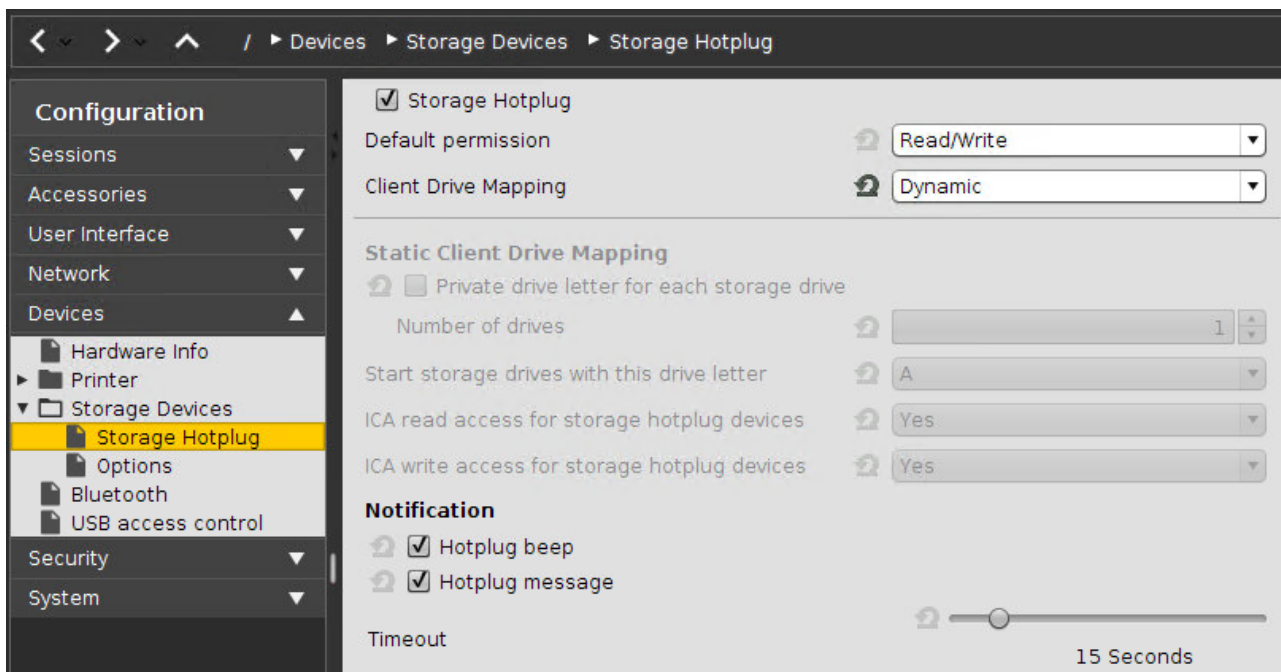 / Devices Storage Devices Storage Hotplug
Configuration
Sessions
Accessories
User Interface
Network
Devices
Hardware Info
Printer
Storage Devices
Storage Hotplug
Options
Bluetooth
USB access control
Security
System
Storage Hotplug
Default permission Read/Write
Client Drive Mapping Dynamic
Static Client Drive Mapping
Private drive letter for each storage drive
Number of drives 1
Start storage drives with this drive letter A
ICA read access for storage hotplug devices Yes
ICA write access for storage hotplug devices Yes
Notification
Hotplug beep
Hotplug message
Timeout
15 Seconds